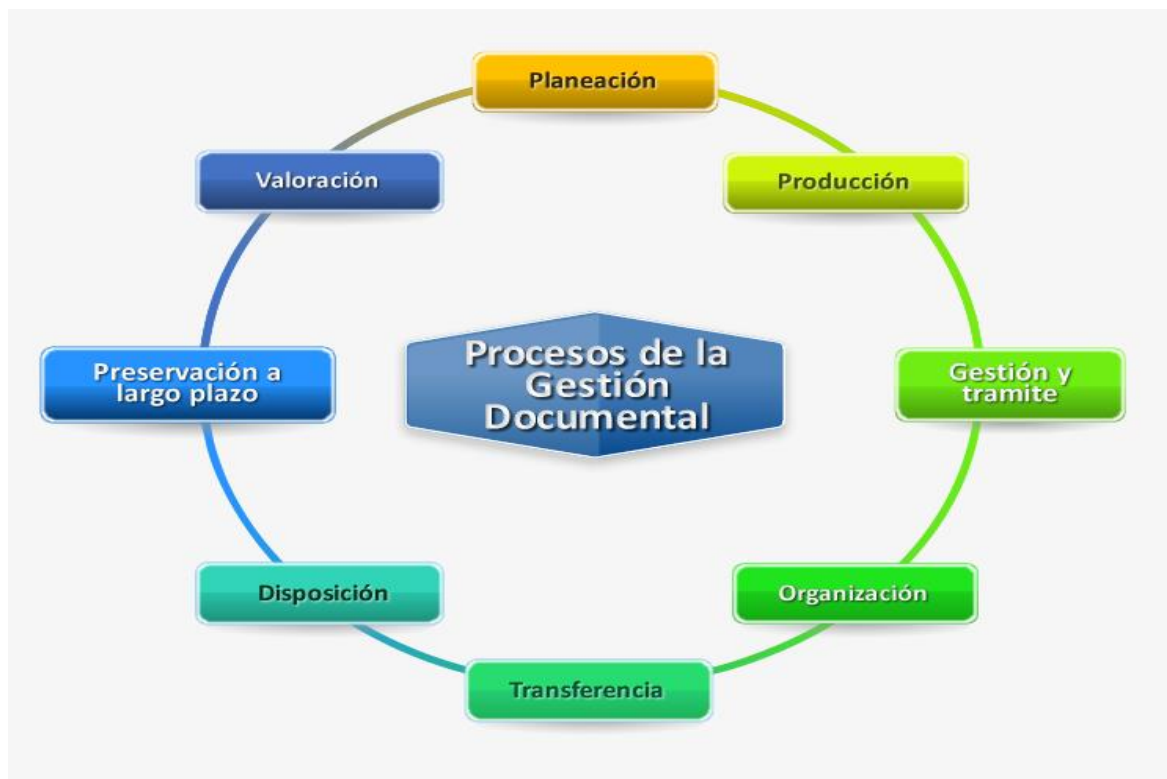 Planeación
Valoración
Producción
Procesos de la
Gestión
Documental
Preservación a
largo plazo
Gestión y
tramite
Disposición
Organización
Transferencia